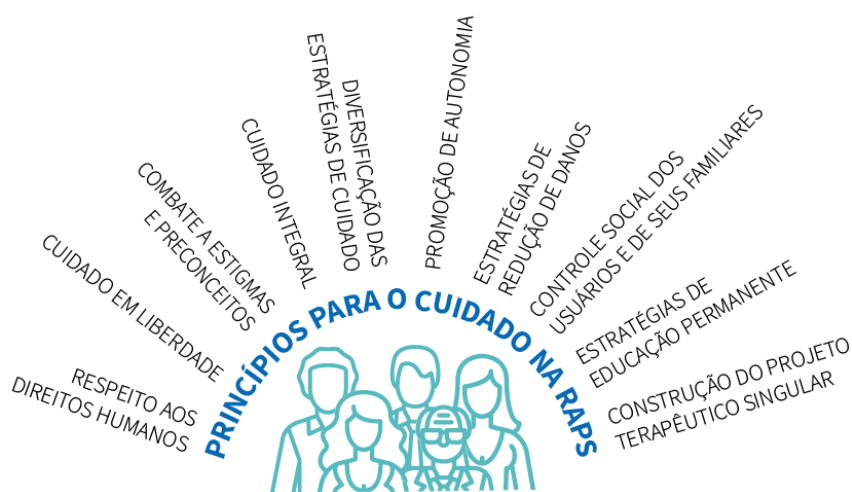 RESPEITO AOS
DIREITOS HUMANOS
CUIDADO EM LIBERDADE
COMBATE A ESTIGMAS
E PRECONCEITOS
CUIDADO INTEGRAL
DIVERSIFICAÇÃO DAS
ESTRATÉGIAS DE CUIDADO
PROMOÇÃO DE AUTONOMIA
ESTRATÉGIAS DE
REDUÇÃO DE DANOS
CONTROLE SOCIAL DOS
USUÁRIOS E DE SEUS FAMILIARES
ESTRATÉGIAS DE
EDUCAÇÃO PERMANENTE
CONSTRUÇÃO DO PROJETO
TERAPÊUTICO SINGULAR
PRINCÍPIOS PARA O CUIDADO NA RAPS